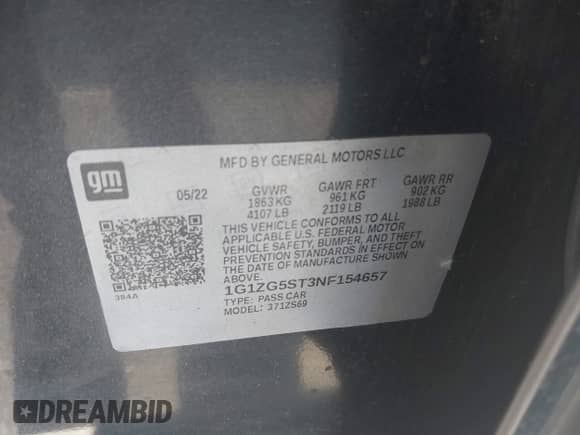 MFD BY GENERAL MOTORS LLC
gm
05/22
GVWR GAWR FRT GAWR RR
1863 KG 961 KG 902 KG
4107 LB 2119 LB 1988 LB
THIS VEHICLE CONFORMS TO ALL
APPLICABLE U.S. FEDERAL MOTOR
VEHICLE SAFETY, BUMPER, AND THEFT
PREVENTION STANDARDS IN EFFECT ON
THE DATE OF MANUFACTURE SHOWN
ABOVE.
1G1ZG5ST3NF154657
TYPE: PASS CAR
MODEL: 371ZS69
394A
DREAMBID